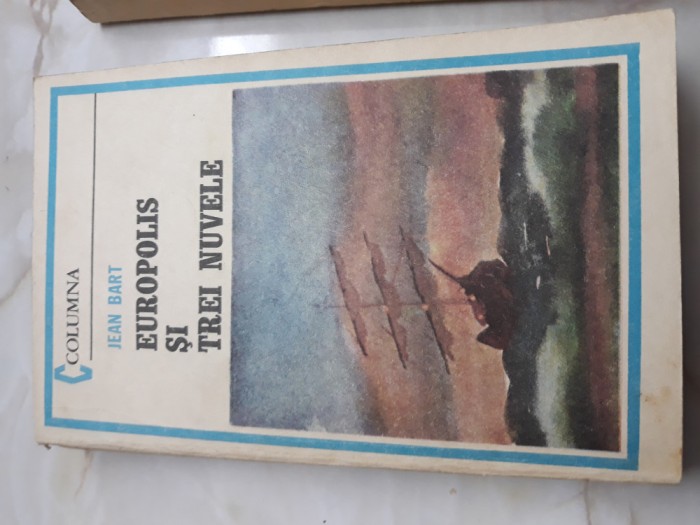 COLUMNA
JEAN BART
EUROPOLIS
ȘI
TREI NUVELE